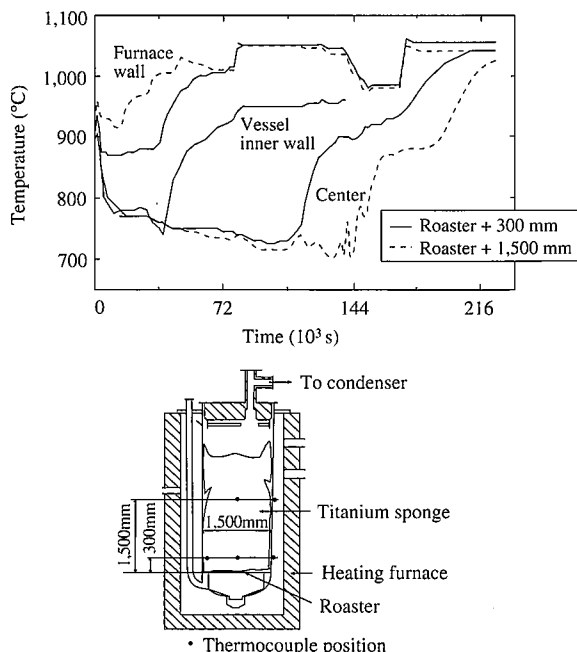 Temperature (°C)
1,100
1,000
900
800
700
Furnace
wall
Vessel
inner wall
Center
Roaster + 300 mm
Roaster + 1,500 mm
0
72
144
216
Time (10³ s)
To condenser
1,500mm
300mm
1,500mm
Titanium sponge
Heating furnace
Roaster
• Thermocouple position